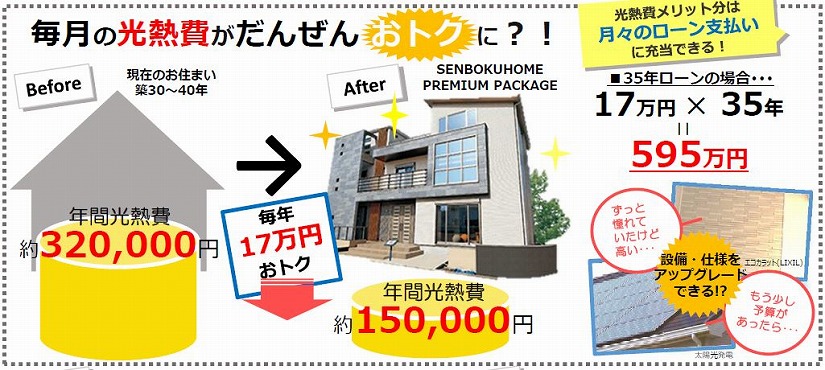 毎月の光熱費がだんぜんおトクに？！
光熱費メリット分は
月々のローン支払い
に充当できる！
Before
現在のお住まい
築30～40年
After
SENBOKUHOME
PREMIUM PACKAGE
■35年ローンの場合･･･
17万円 × 35年
=
595万円
年間光熱費
約320,000円
毎年
17万円
おトク
年間光熱費
約150,000円
ずっと
憧れて
いたけど
高い･･･
エコカラット(LIXIL)
設備・仕様を
アップグレード
できる!?
もう少し
予算が
あったら･･･
太陽光発電